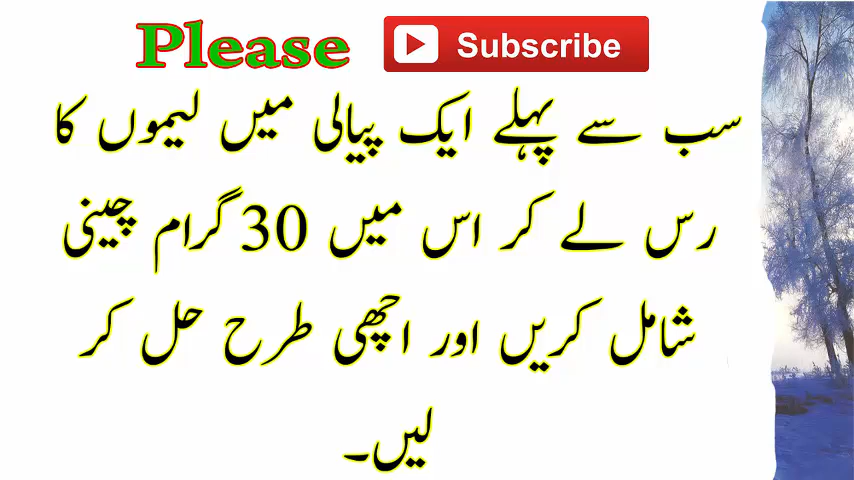 Please Subscribe
سب سے پہلے ایک پیالی میں لیموں کا
رس لے کر اس میں 30 گرام چینی
شامل کریں اور اچھی طرح حل کر
لیں۔